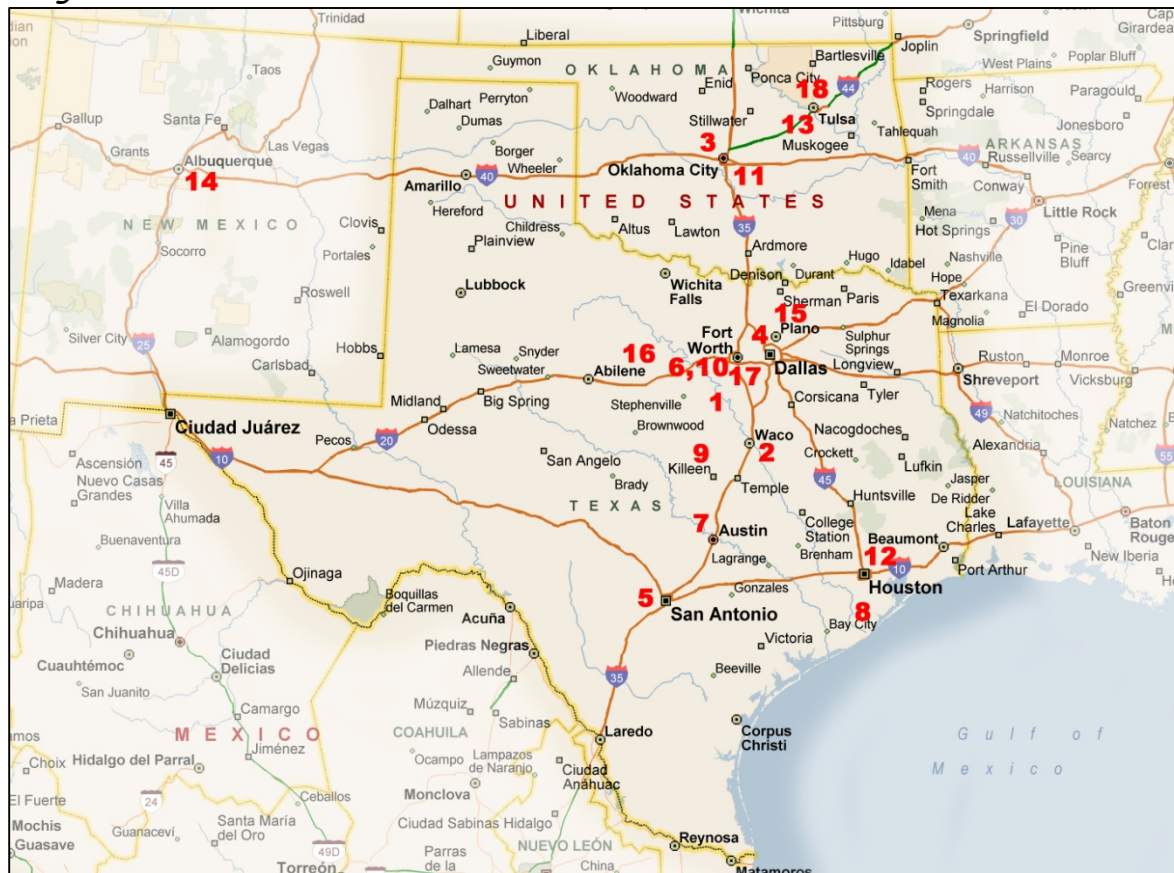 Wichita
Pittsburg
Trinidad
Liberal
Joplin
Springfield
Guymon
Bartlesville
Poplar Bluff
West Plains
OKLAHOMA
Ponca City
Taos
Perryton
Woodward
Enid
18
44
Rogers
Harrison
Paragould
Dalhart
Springdale
Dumas
Stillwater
Tulsa
Gallup
Santa Fe
13
Tahlequah
Jonesboro
Las Vegas
Borger
3
Muskogee
ARKANSAS
Grants
Albuquerque
Wheeler
40
Russellville
Searcy
14
40
Oklahoma City
11
Fort
Smith
Conway
Forrest
Amarillo
Hereford
UNITED STATES
Little Rock
NEW MEXICO
Clovis
Childress
Altus
Lawton
35
Mena
Hot Springs
30
Pine
Bluff
Socorro
Portales
Plainview
Ardmore
Hugo
Idabel
Nashville
Denison
Durant
Hope
Roswell
Lubbock
Wichita
Falls
Sherman
Paris
Texarkana
El Dorado
Greenville
15
Magnolia
Silver City
25
Alamogordo
Fort
Worth
4
Plano
Sulphur
Springs
Hobbs
Lamesa
Snyder
16
Dallas
Ruston
Monroe
Carlsbad
Sweetwater
Abilene
6,10
17
Longview
Vicksburg
Big Spring
Stephenville
1
Corsicana
Tyler
Shreveport
a Prieta
Midland
49
Natchitoches
Ciudad Juárez
Odessa
Brownwood
Waco
Nacogdoches
Natchez
20
Pecos
2
Crockett
Alexandria
10
San Angelo
9
Lufkin
55
Ascensión
45
Killeen
45
Jasper
Nuevo Casas
Grandes
Brady
Temple
Huntsville
De Ridder
LOUISIANA
Villa
Ahumada
TEXAS
7
Austin
College
Station
Lake
Charles
Lafayette
Baton
Rouge
Buenaventura
Beaumont
Brenham
12
New Iberia
45D
Lagrange
10
Port Arthur
Madera
Ojinaga
Houston
Boquillas
del Carmen
5
Gonzales
CHIHUAHUA
Acuña
San Antonio
8
Bay City
Chihuahua
Victoria
Cuauhtémoc
Ciudad
Delicias
Piedras Negras
Allende
Beeville
San Juanito
35
Múzquiz
Sabinas
Camargo
Laredo
Corpus
Christi
MEXICO
COAHUILA
Gulf of
Mexico
Jiménez
Ocampo
Lampazos
de Naranjo
Ciudad
Anáhuac
Choix
Hidalgo del Parral
Monclova
El Fuerte
24
Ceballos
Mochis
Guanaceví
Santa María
del Oro
Ciudad Sabinas Hidalgo
Guasave
49D
NUEVO LEÓN
Reynosa
Torreón
Parras
de la
China
Matamoros